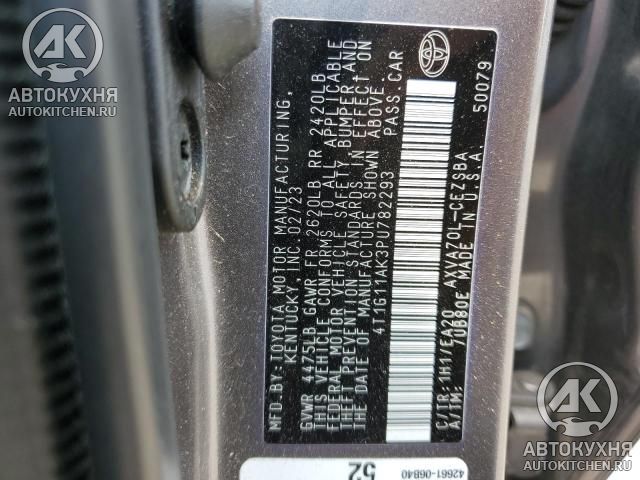 AK
АВТОКУХНЯ
AUTOKITCHEN.RU
MFD.BY:TOYOTA MOTOR MANUFACTURING,
KENTUCKY, INC 02/23
GVWR 4475LB GAWR FR 2620LB RR 2420LB
THIS VEHICLE CONFORMS TO ALL APPLICABLE
FEDERAL MOTOR VEHICLE SAFETY, BUMPER AND
THEFT PREVENTION STANDARDS IN EFFECT ON
THE DATE OF MANUFACTURE SHOWN ABOVE
4T1G11AK3PU782293 PASS. CAR
C/TR:1H1/EA20 AXVA70L-CEZSBA
A/TM: -/UB80E MADE IN U.S.A. 50079
52
42661-06B40
AK
АВТОКУХНЯ
AUTOKITCHEN.RU